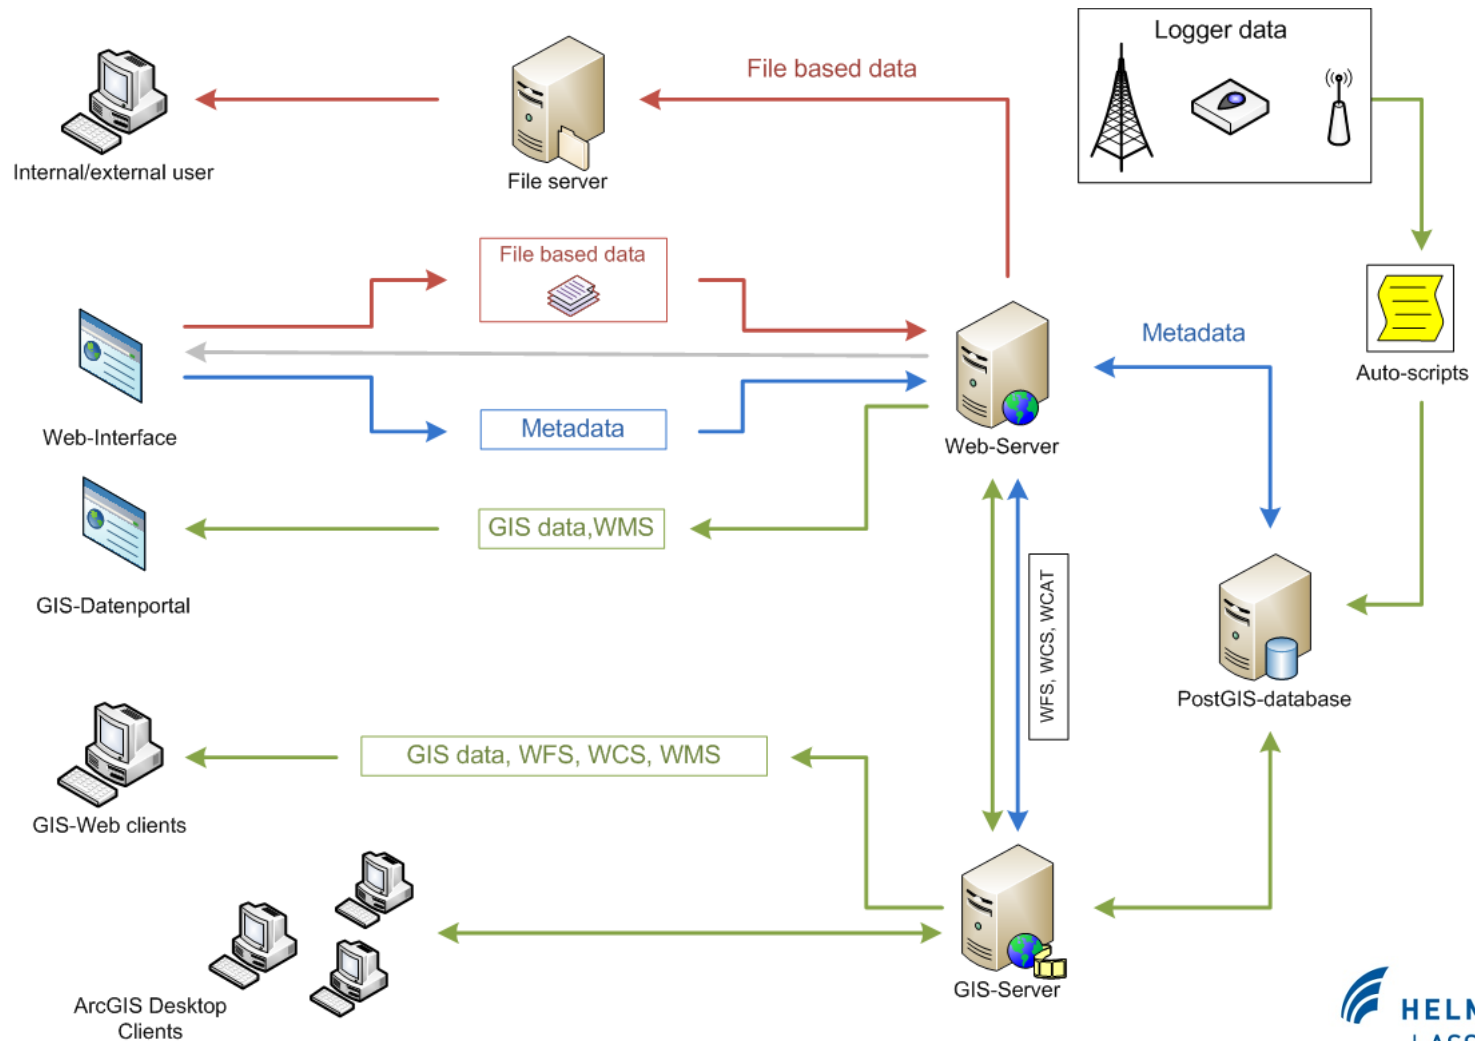 Logger data
File based data
Internal/external user
File server
File based data
Metadata
Auto-scripts
Web-Interface
Metadata
Web-Server
GIS data,WMS
GIS-Datenportal
WFS, WCS, WCAT
PostGIS-database
GIS data, WFS, WCS, WMS
GIS-Web clients
ArcGIS Desktop
Clients
GIS-Server